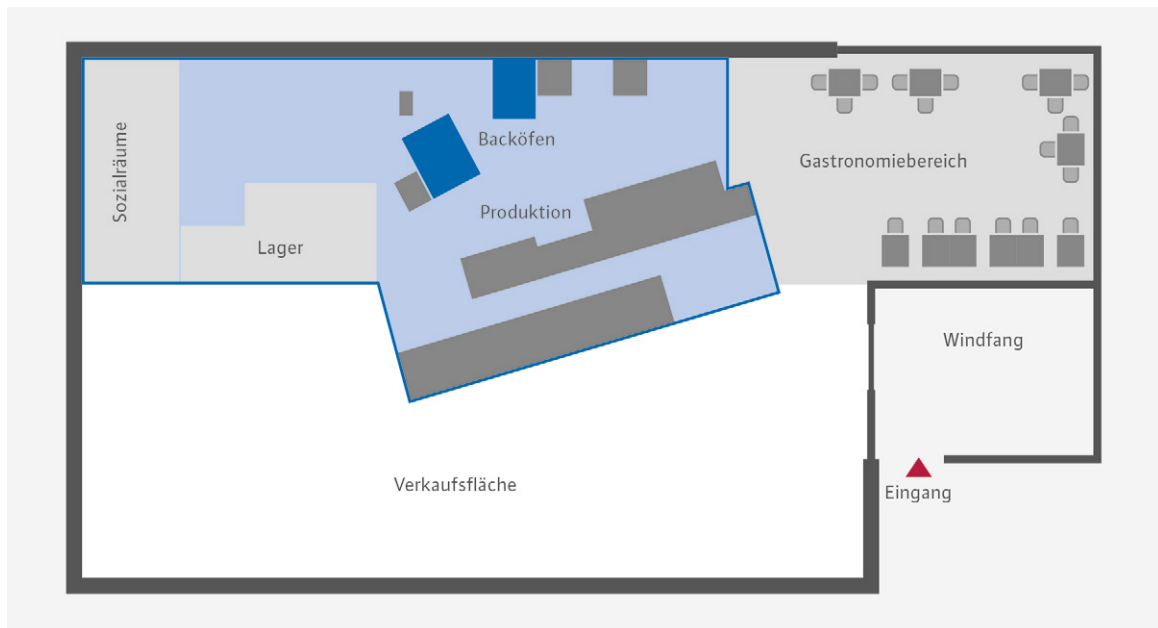 Sozialräume
Backöfen
Gastronomiebereich
Produktion
Lager
Windfang
Verkaufsfläche
Eingang